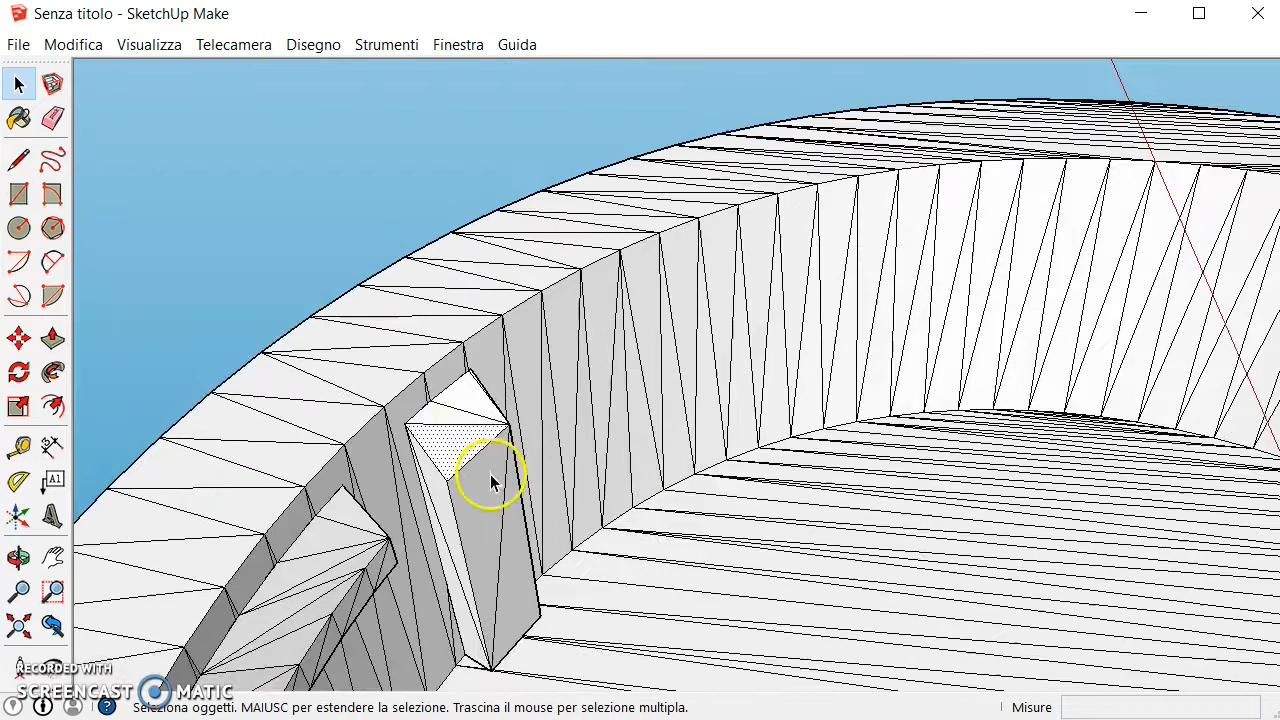 Senza titolo - SketchUp Make
File Modifica Visualizza Telecamera Disegno Strumenti Finestra Guida
A1
RECORDED WITH
SCREENCAST MATIC
Seleziona oggetti. MAIUSC per estendere la selezione. Trascina il mouse per selezione multipla. Misure